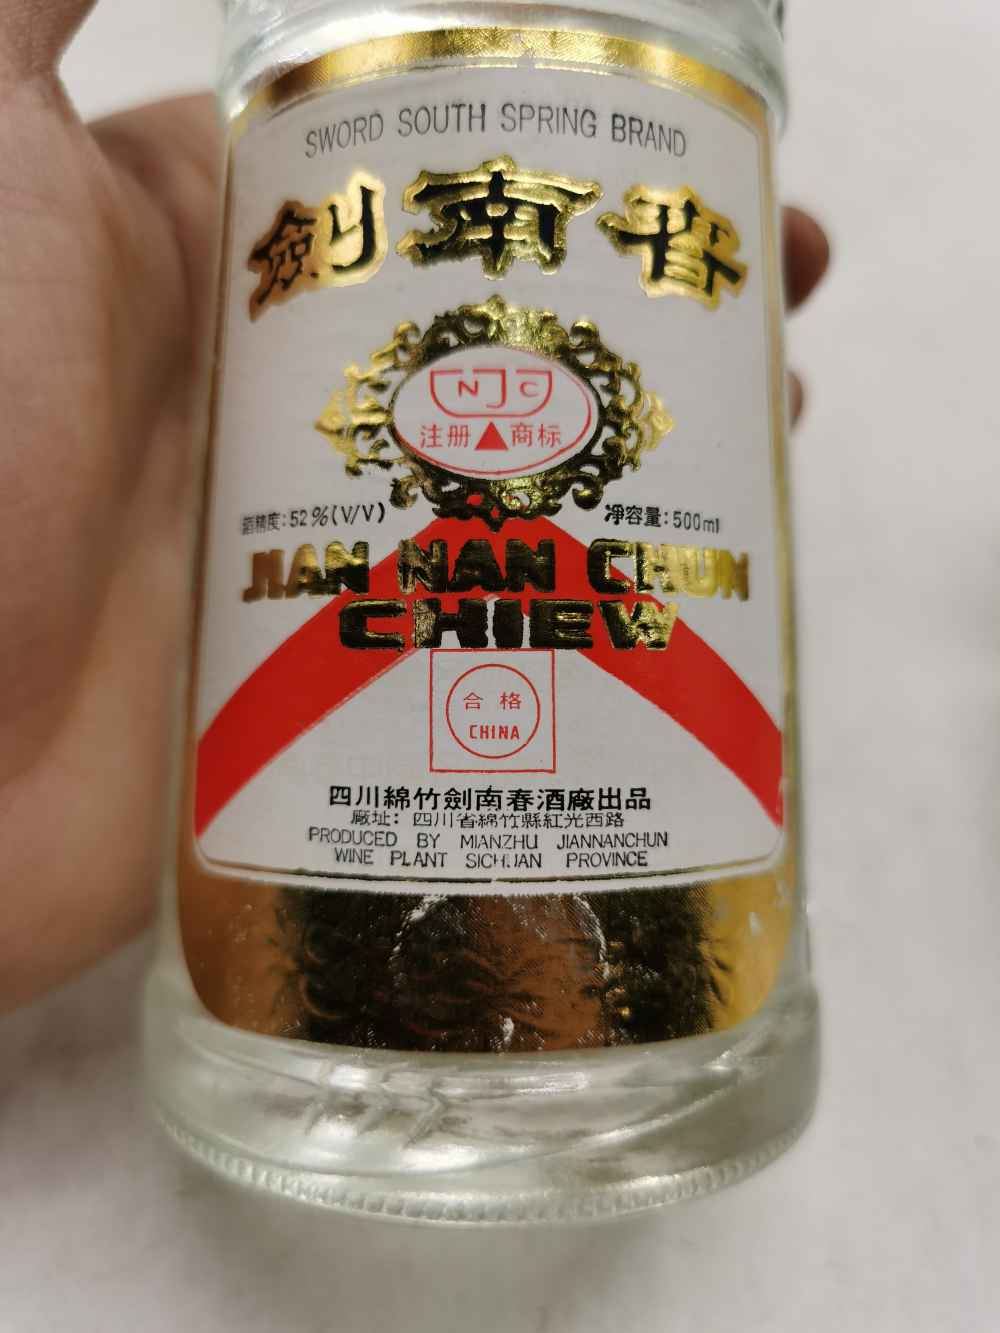 SWORD SOUTH SPRING BRAND
劍南春
NJC
注册▲商标
酒精度:52%(V/V) 凈容量:500ml
JIAN NAN CHUN
CHIEW
合格
CHINA
四川綿竹劍南春酒廠出品
廠址: 四川省綿竹縣紅光西路
PRODUCED BY MIANZHU JIANNANCHUN
WINE PLANT SICHUAN PROVINCE